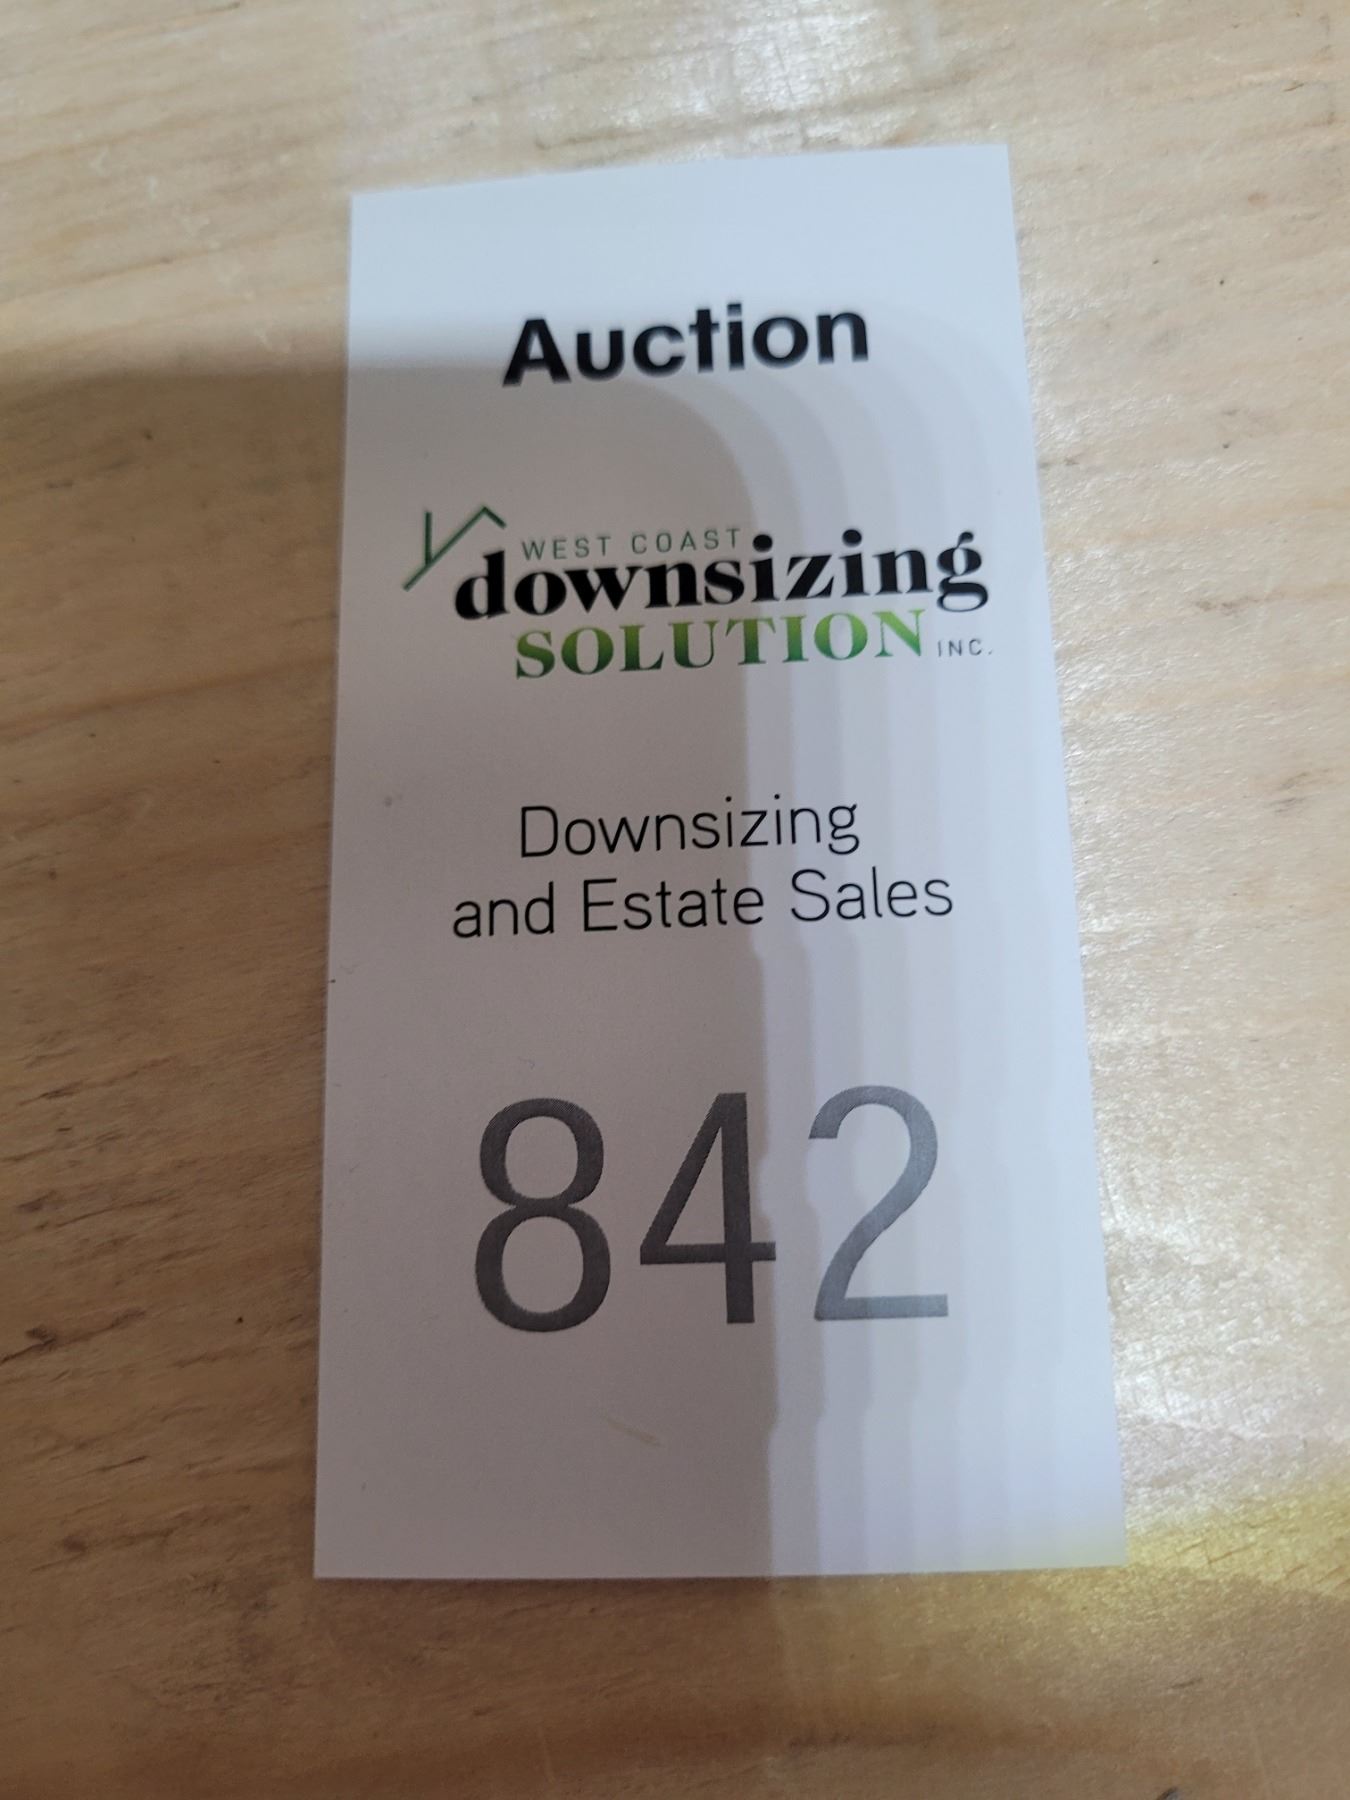 Auction
WEST COAST
downsizing
SOLUTION INC.
Downsizing
and Estate Sales
842